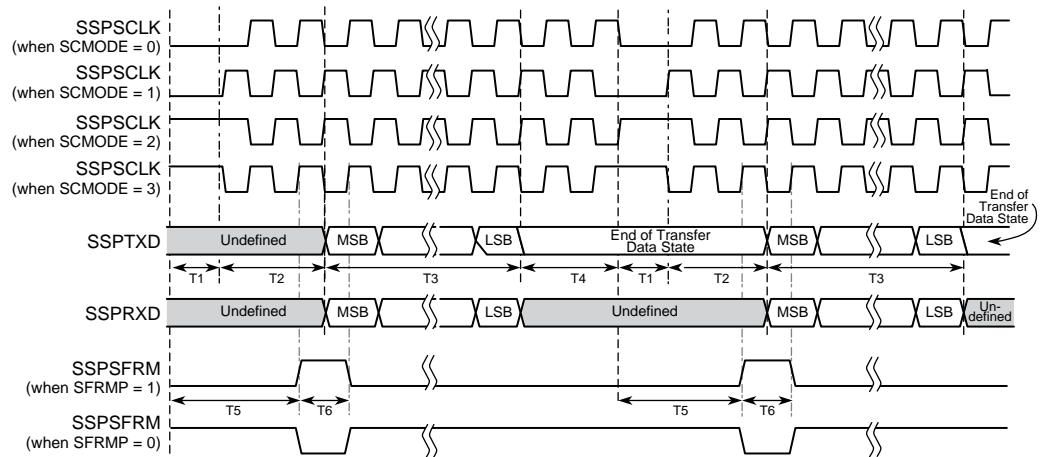 SSPSCLK
(when SCMODE = 0)
SSPSCLK
(when SCMODE = 1)
SSPSCLK
(when SCMODE = 2)
SSPSCLK
(when SCMODE = 3)
End of
Transfer
Data State
SSPTXD
Undefined
MSB
LSB
End of Transfer
Data State
MSB
LSB
T1
T2
T3
T4
T1
T2
T3
SSPRXD
Undefined
MSB
LSB
Undefined
MSB
LSB
Un-
defined
SSPSFRM
(when SFRMP = 1)
T5
T6
T5
T6
SSPSFRM
(when SFRMP = 0)